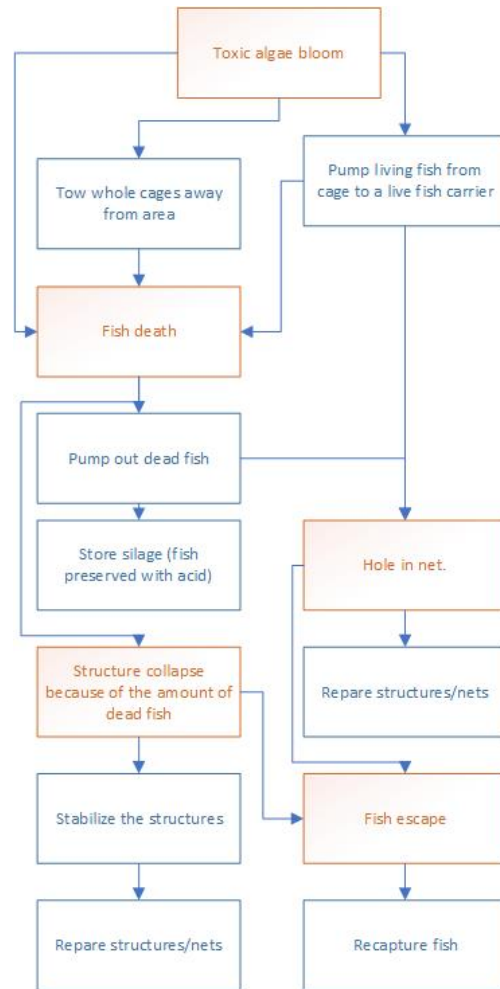 Toxic algae bloom
Tow whole cages away
from area
Pump living fish from
cage to a live fish carrier
Fish death
Pump out dead fish
Store silage (fish
preserved with acid)
Hole in net.
Structure collapse
because of the amount of
dead fish
Repare structures/nets
Stabilize the structures
Fish escape
Repare structures/nets
Recapture fish